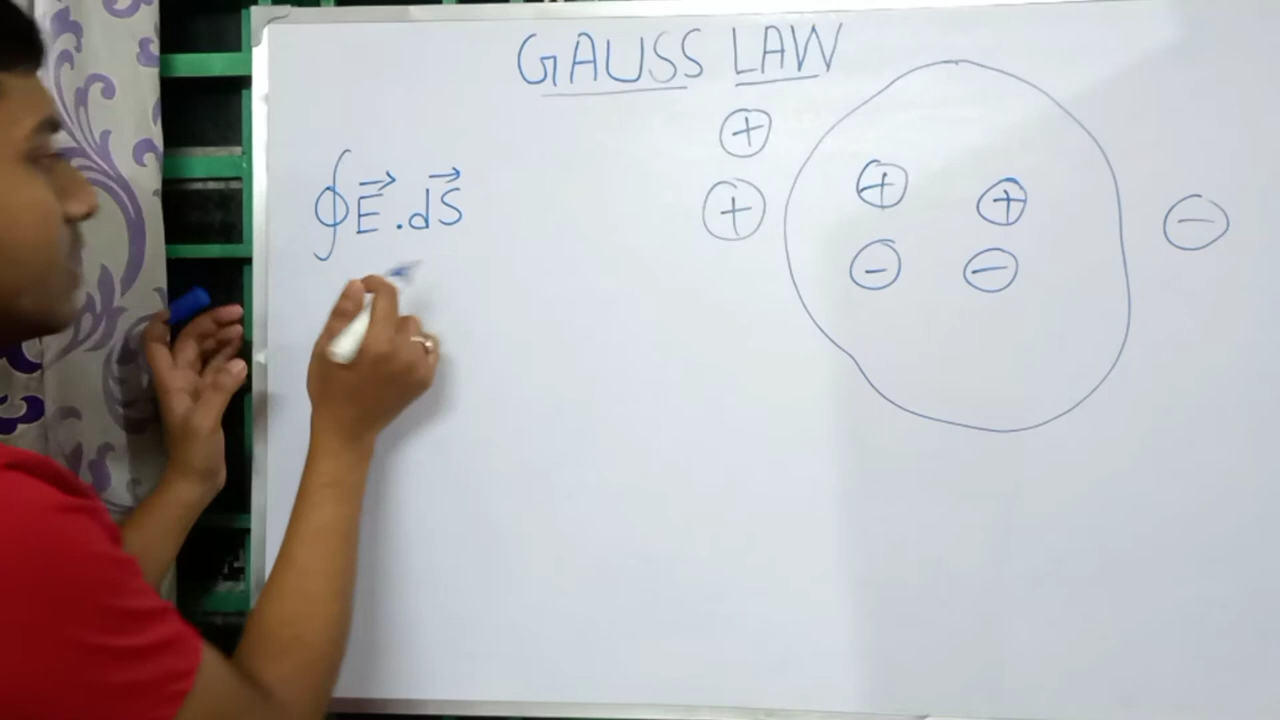 GAUSS LAW
∮E⃗.dS⃗
+
+ + +
- - -